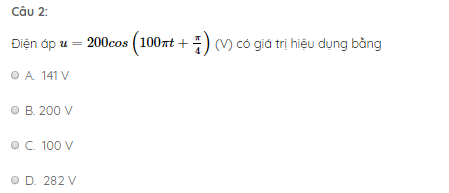 Câu 2:
Điện áp u = 200cos (100πt + π/4) (V) có giá trị hiệu dụng bằng
A. 141 V
B. 200 V
C. 100 V
D. 282 V